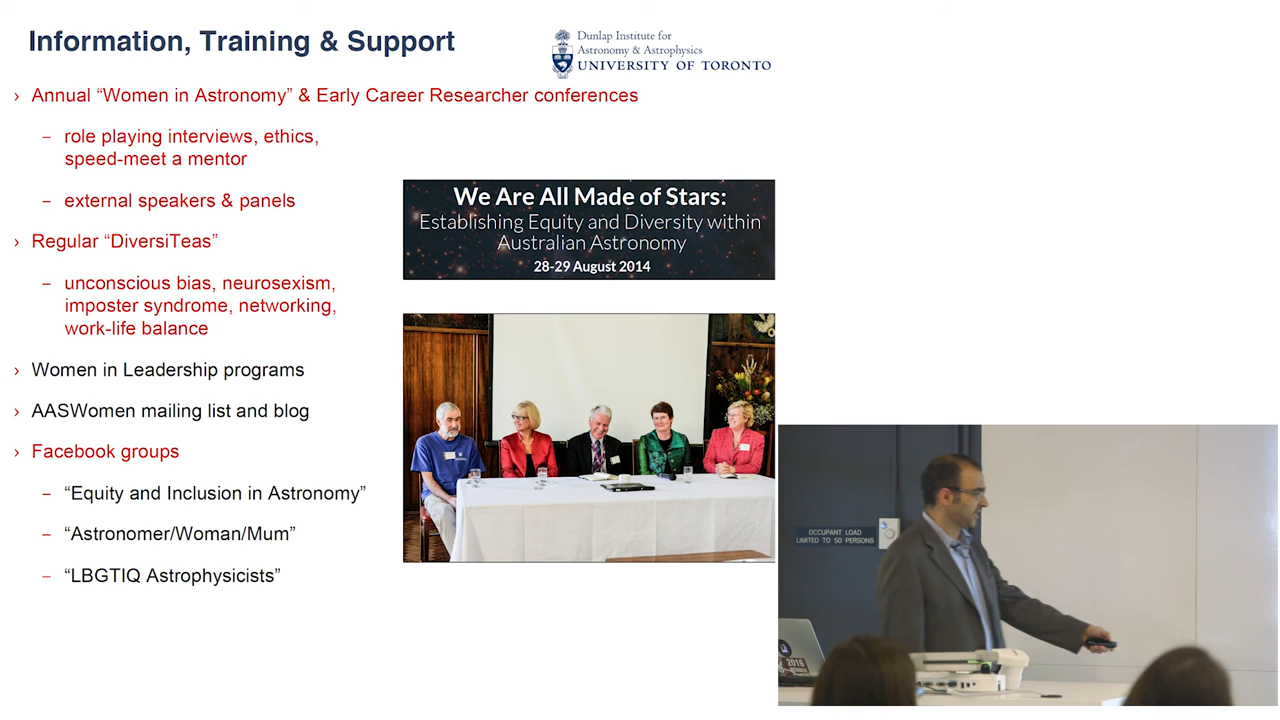 Information, Training & Support
Dunlap Institute for
Astronomy & Astrophysics
UNIVERSITY OF TORONTO
› Annual “Women in Astronomy” & Early Career Researcher conferences
– role playing interviews, ethics,
speed-meet a mentor
– external speakers & panels
› Regular “DiversiTeas”
– unconscious bias, neurosexism,
imposter syndrome, networking,
work-life balance
› Women in Leadership programs
› AASWomen mailing list and blog
› Facebook groups
– “Equity and Inclusion in Astronomy”
– “Astronomer/Woman/Mum”
– “LBGTIQ Astrophysicists”
We Are All Made of Stars:
Establishing Equity and Diversity within
Australian Astronomy
28-29 August 2014
OCCUPANT LOAD
LIMITED TO 50 PERSONS
2016